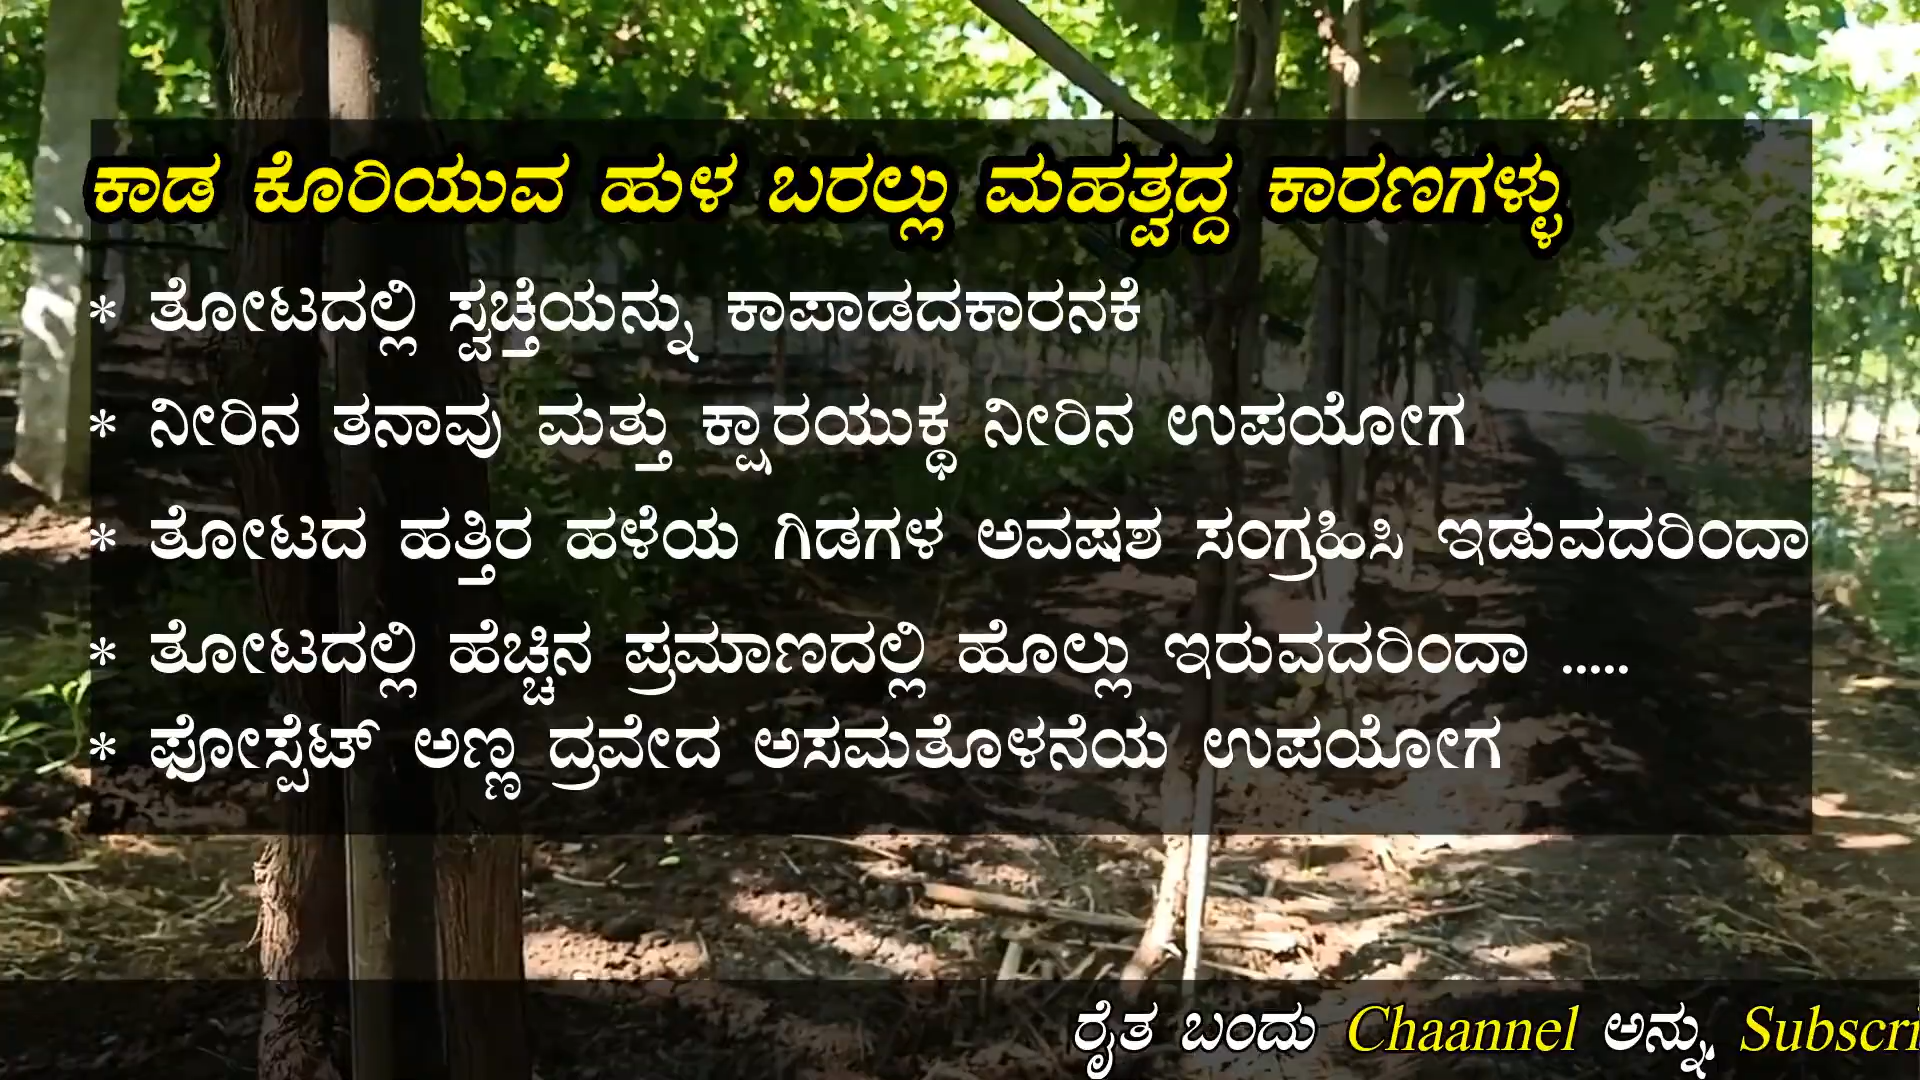 ಕಾಡ ಕೊರಿಯುವ ಹುಳ ಬರಲ್ಲು ಮಹತ್ವದ್ದ ಕಾರಣಗಳ್ಳು
* ತೋಟದಲ್ಲಿ ಸ್ವಚ್ತೆಯನ್ನು ಕಾಪಾಡದಕಾರನಕೆ
* ನೀರಿನ ತನಾವು ಮತ್ತು ಕ್ಷಾರಯುಕ್ಥ ನೀರಿನ ಉಪಯೋಗ
* ತೋಟದ ಹತ್ತಿರ ಹಳೆಯ ಗಿಡಗಳ ಅವಷಶ ಸಂಗ್ರಹಿಸಿ ಇಡುವದರಿಂದಾ
* ತೋಟದಲ್ಲಿ ಹೆಚ್ಚಿನ ಪ್ರಮಾಣದಲ್ಲಿ ಹೊಲ್ಲು ಇರುವದರಿಂದಾ .....
* ಫೋಸ್ಪೆಟ್ ಅಣ್ಣ ದ್ರವೇದ ಅಸಮತೊಳನೆಯ ಉಪಯೋಗ
ರೈತ ಬಂದು Chaannel ಅನ್ನು Subscri